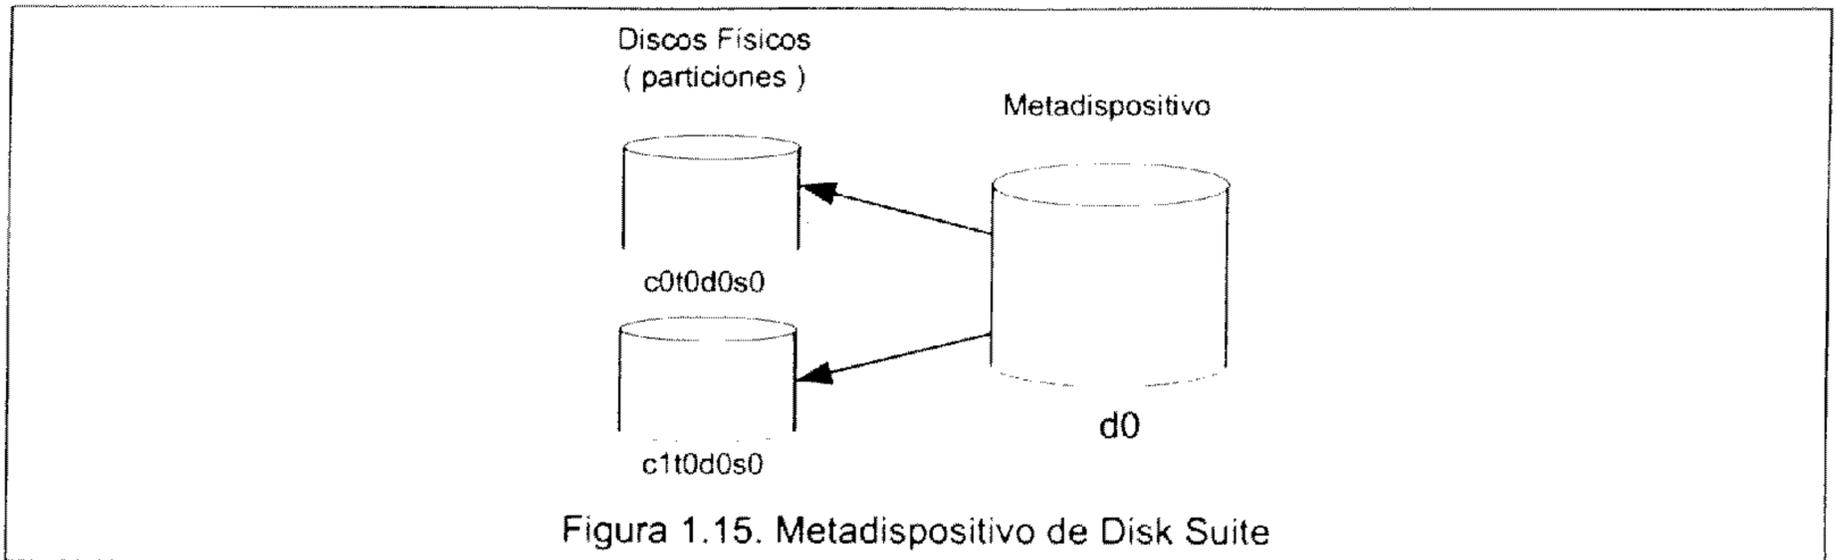 Discos Físicos
( particiones )
Metadispositivo
c0t0d0s0
c1t0d0s0
d0
Figura 1.15. Metadispositivo de Disk Suite